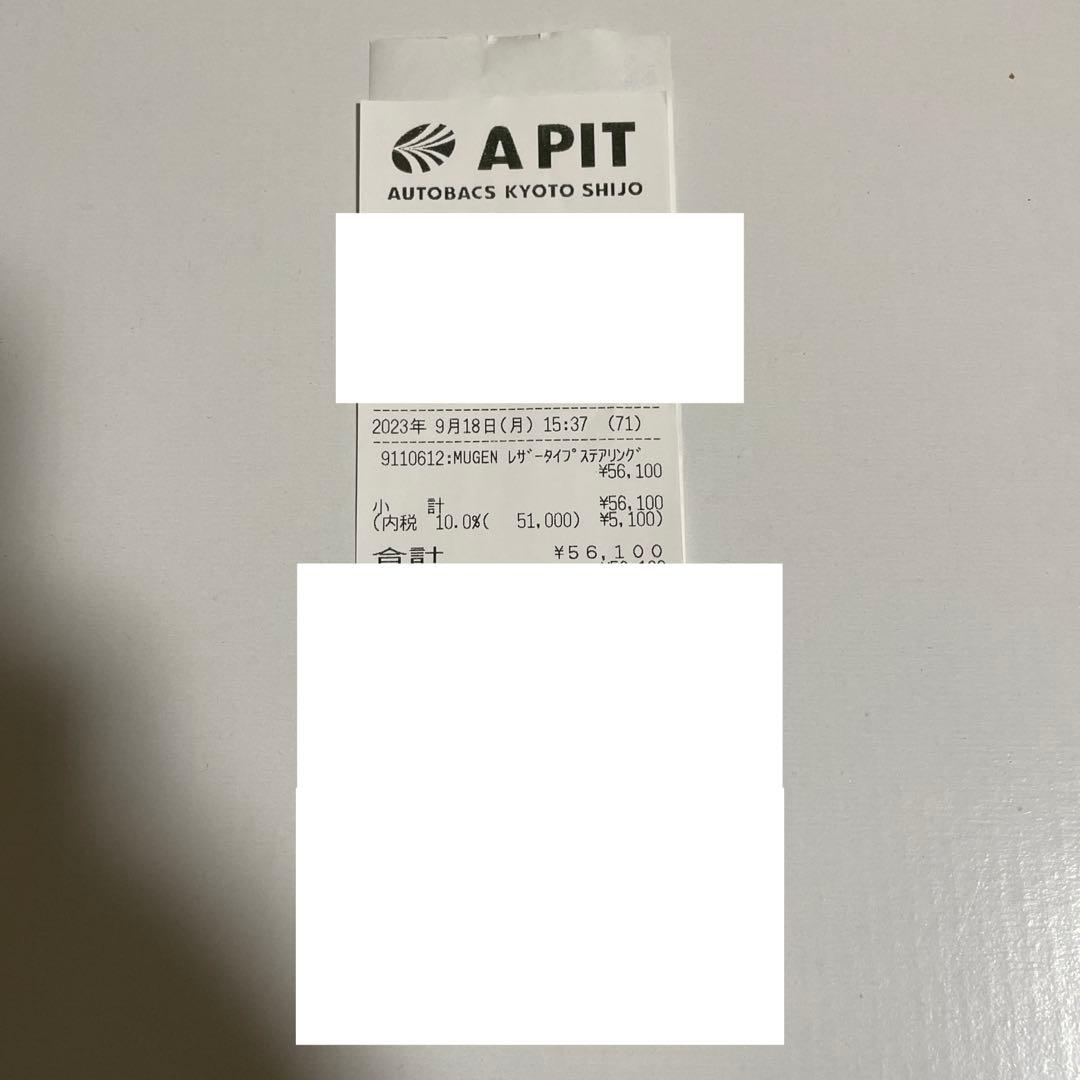 APIT
AUTOBACS KYOTO SHIJO
2023年 9月18日(月) 15:37 (71)
9110612:MUGEN ﾚｻﾞｰﾀｲﾌﾟｽﾃｱﾘﾝｸﾞ
¥56,100
小 計 ¥56,100
(内税 10.0%( 51,000) ¥5,100)
合計 ¥56,100